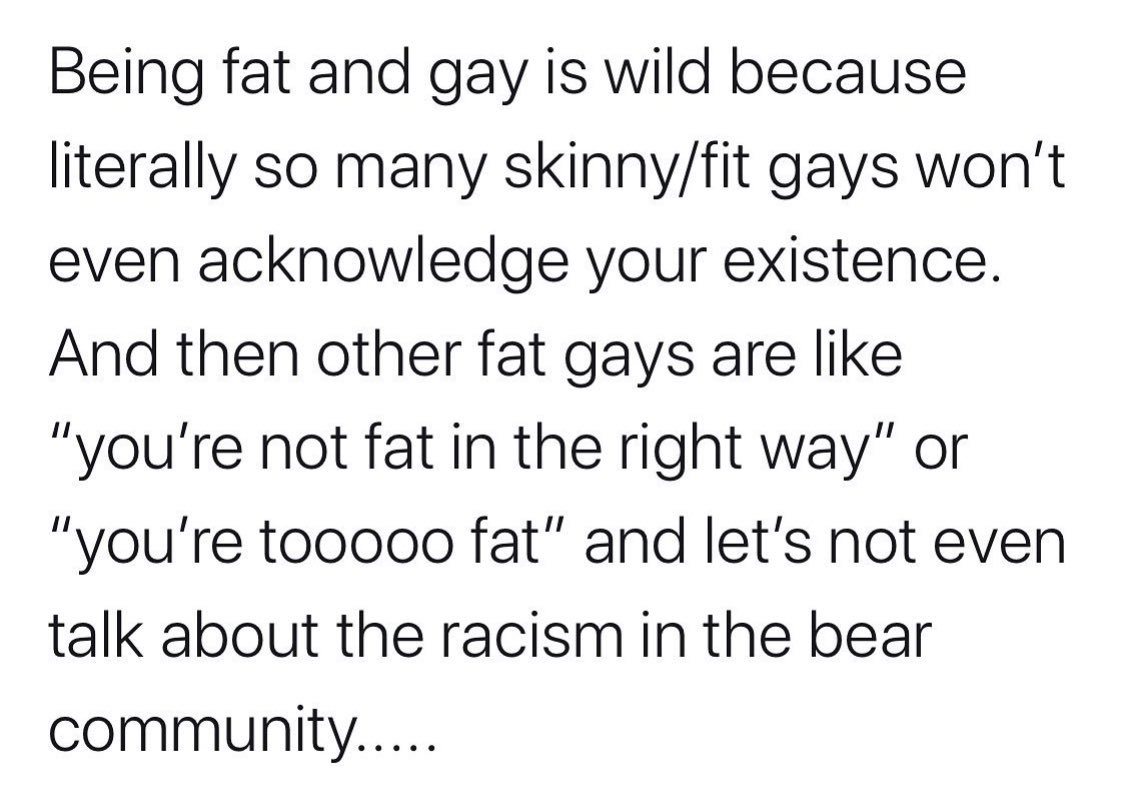 Being fat and gay is wild because
literally so many skinny/fit gays won’t
even acknowledge your existence.
And then other fat gays are like
“you’re not fat in the right way” or
“you’re tooooo fat” and let’s not even
talk about the racism in the bear
community.....